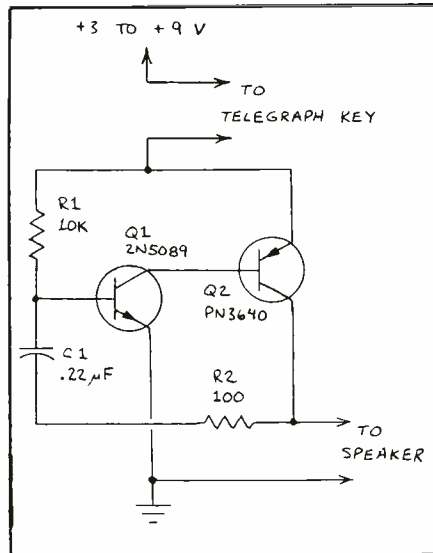 +3 TO +9 V
TO
TELEGRAPH KEY
R1
10K
Q1
2N5089
Q2
PN3640
C1
.22µF
R2
100
TO
SPEAKER